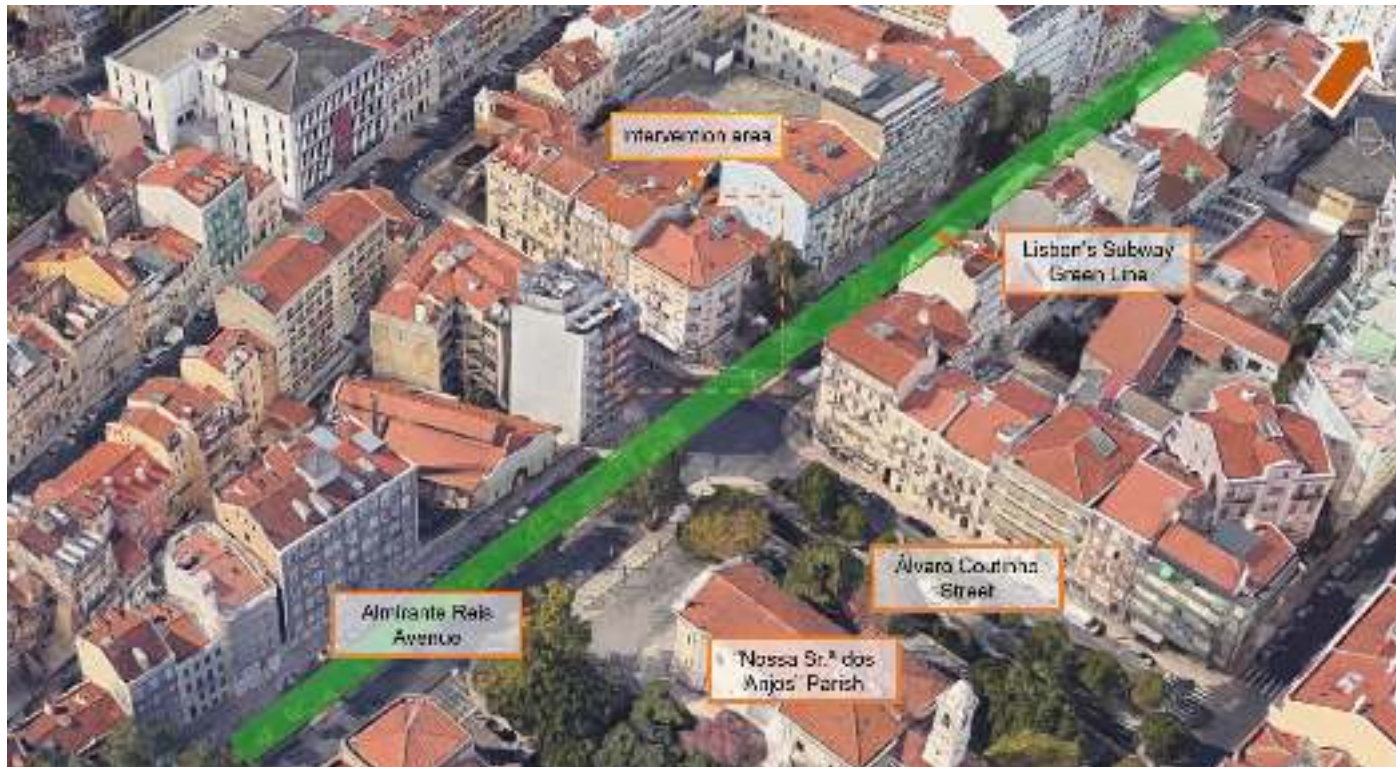 Intervention area
Lisbon's Subway
Green Line
Álvaro Coutinho
Street
Almirante Reis
Avenue
"Nossa Sr.ª dos
Anjos" Parish